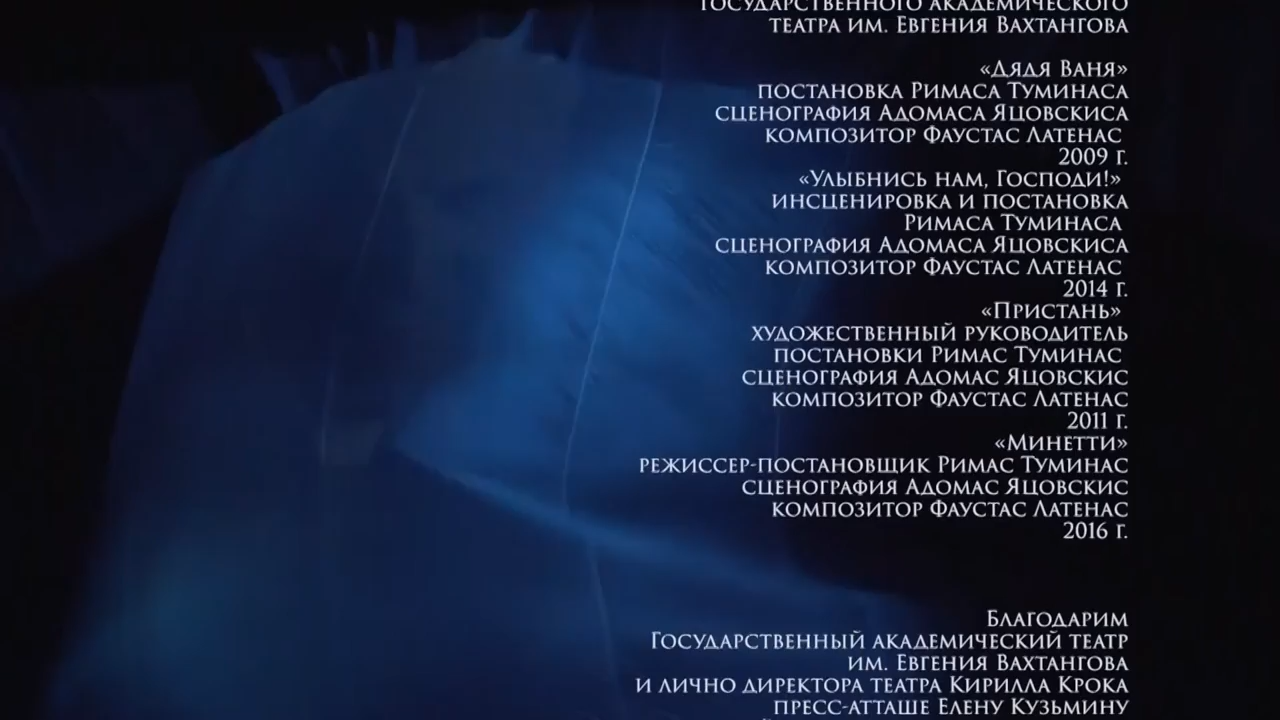 ГОСУДАРСТВЕННОГО АКАДЕМИЧЕСКОГО
ТЕАТРА ИМ. ЕВГЕНИЯ ВАХТАНГОВА
«ДЯДЯ ВАНЯ»
ПОСТАНОВКА РИМАСА ТУМИНАСА
СЦЕНОГРАФИЯ АДОМАСА ЯЦОВСКИСА
КОМПОЗИТОР ФАУСТАС ЛАТЕНАС
2009 Г.
«УЛЫБНИСЬ НАМ, ГОСПОДИ!»
ИНСЦЕНИРОВКА И ПОСТАНОВКА
РИМАСА ТУМИНАСА
СЦЕНОГРАФИЯ АДОМАСА ЯЦОВСКИСА
КОМПОЗИТОР ФАУСТАС ЛАТЕНАС
2014 Г.
«ПРИСТАНЬ»
ХУДОЖЕСТВЕННЫЙ РУКОВОДИТЕЛЬ
ПОСТАНОВКИ РИМАС ТУМИНАС
СЦЕНОГРАФИЯ АДОМАС ЯЦОВСКИС
КОМПОЗИТОР ФАУСТАС ЛАТЕНАС
2011 Г.
«МИНЕТТИ»
РЕЖИССЕР-ПОСТАНОВЩИК РИМАС ТУМИНАС
СЦЕНОГРАФИЯ АДОМАС ЯЦОВСКИС
КОМПОЗИТОР ФАУСТАС ЛАТЕНАС
2016 Г.
БЛАГОДАРИМ
ГОСУДАРСТВЕННЫЙ АКАДЕМИЧЕСКИЙ ТЕАТР
ИМ. ЕВГЕНИЯ ВАХТАНГОВА
И ЛИЧНО ДИРЕКТОРА ТЕАТРА КИРИЛЛА КРОКА
ПРЕСС-АТТАШЕ ЕЛЕНУ КУЗЬМИНУ